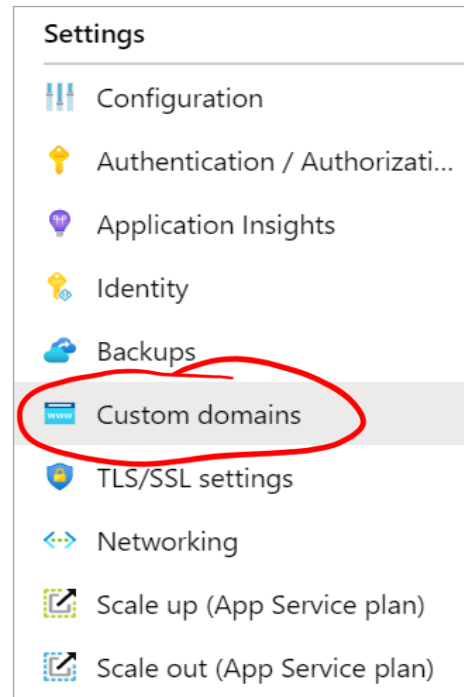 Settings
Configuration
Authentication / Authorizati...
Application Insights
Identity
Backups
www Custom domains
TLS/SSL settings
Networking
Scale up (App Service plan)
Scale out (App Service plan)